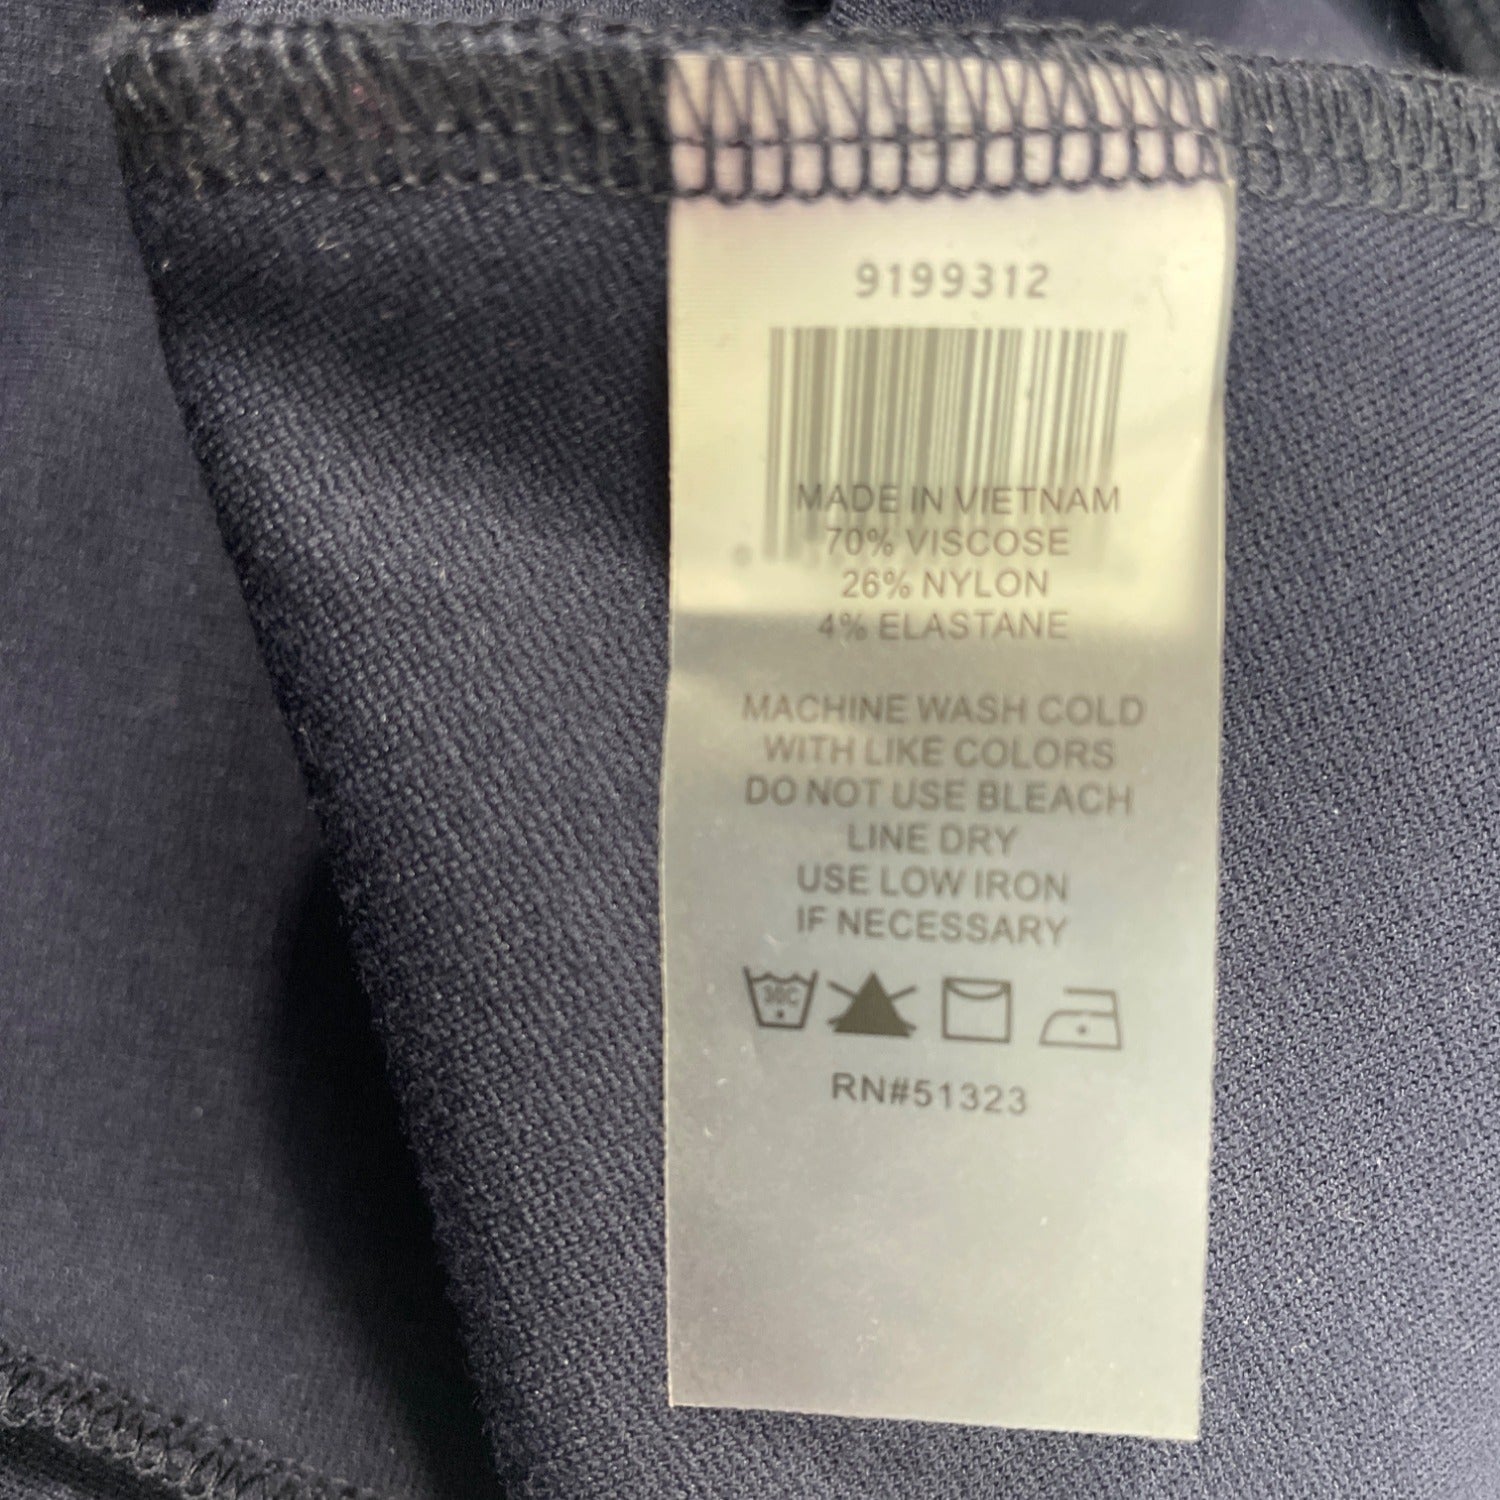 9199312
MADE IN VIETNAM
70% VISCOSE
26% NYLON
4% ELASTANE
MACHINE WASH COLD
WITH LIKE COLORS
DO NOT USE BLEACH
LINE DRY
USE LOW IRON
IF NECESSARY
RN#51323